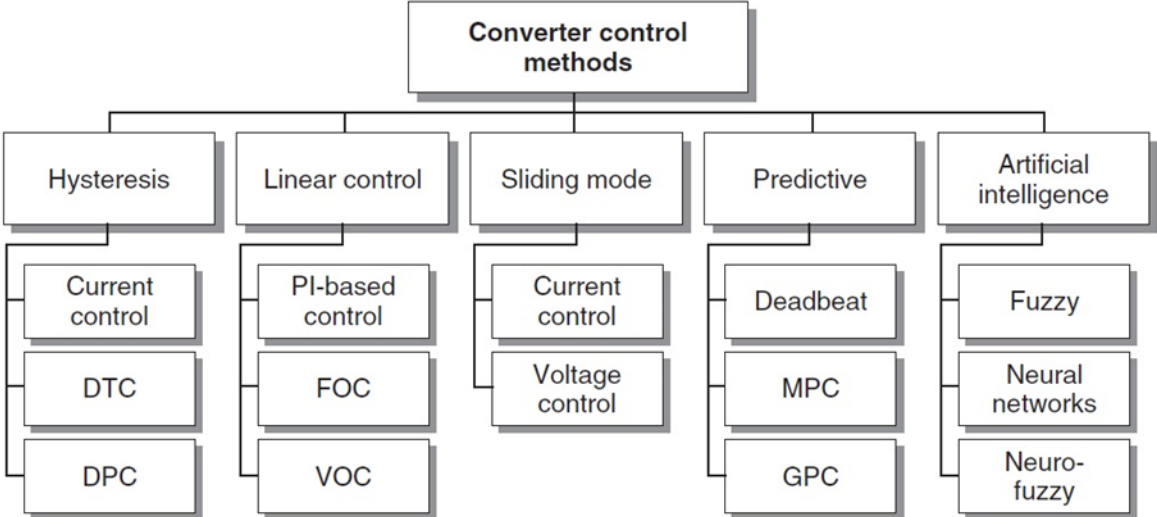 Converter control
methods
Hysteresis
Linear control
Sliding mode
Predictive
Artificial
intelligence
Current
control
DTC
DPC
PI-based
control
FOC
VOC
Current
control
Voltage
control
Deadbeat
MPC
GPC
Fuzzy
Neural
networks
Neuro-
fuzzy